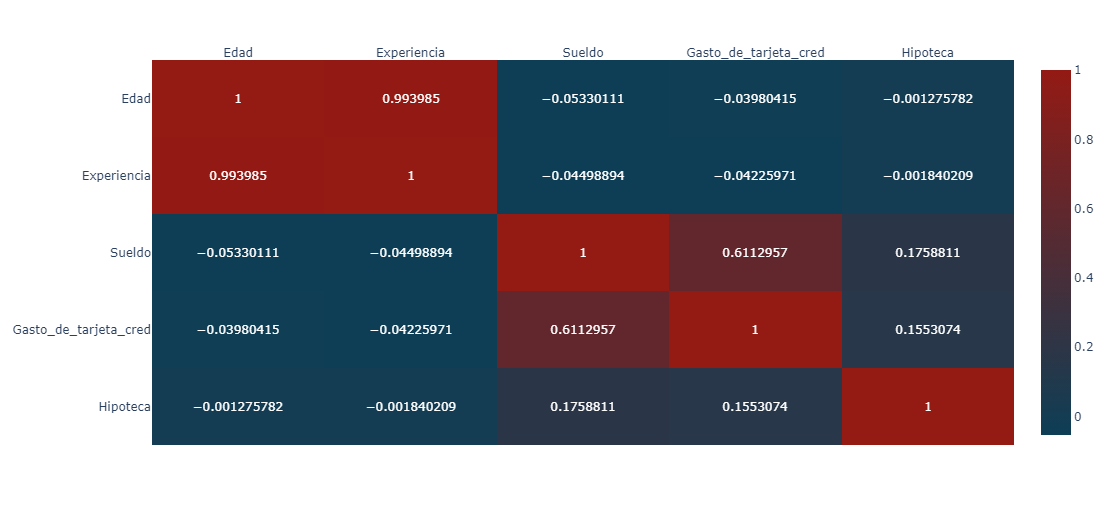 Edad Experiencia Sueldo Gasto_de_tarjeta_cred Hipoteca
Edad 1 0.993985 −0.05330111 −0.03980415 −0.001275782
Experiencia 0.993985 1 −0.04498894 −0.04225971 −0.001840209
Sueldo −0.05330111 −0.04498894 1 0.6112957 0.1758811
Gasto_de_tarjeta_cred −0.03980415 −0.04225971 0.6112957 1 0.1553074
Hipoteca −0.001275782 −0.001840209 0.1758811 0.1553074 1
1
0.8
0.6
0.4
0.2
0